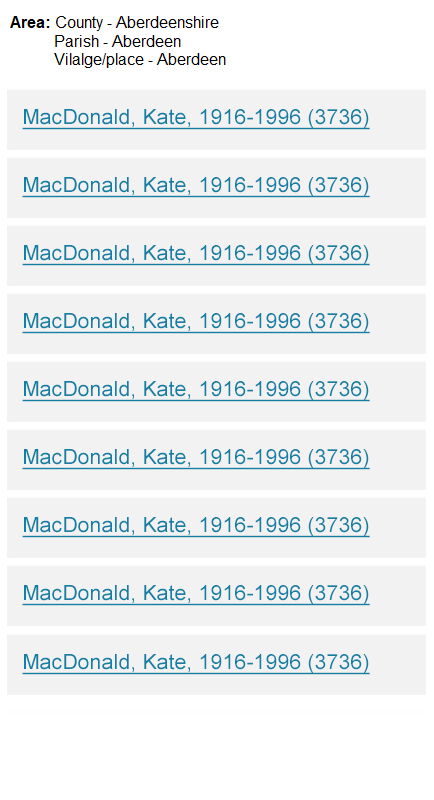 Area: County - Aberdeenshire
Parish - Aberdeen
Vilalge/place - Aberdeen
MacDonald, Kate, 1916-1996 (3736)
MacDonald, Kate, 1916-1996 (3736)
MacDonald, Kate, 1916-1996 (3736)
MacDonald, Kate, 1916-1996 (3736)
MacDonald, Kate, 1916-1996 (3736)
MacDonald, Kate, 1916-1996 (3736)
MacDonald, Kate, 1916-1996 (3736)
MacDonald, Kate, 1916-1996 (3736)
MacDonald, Kate, 1916-1996 (3736)